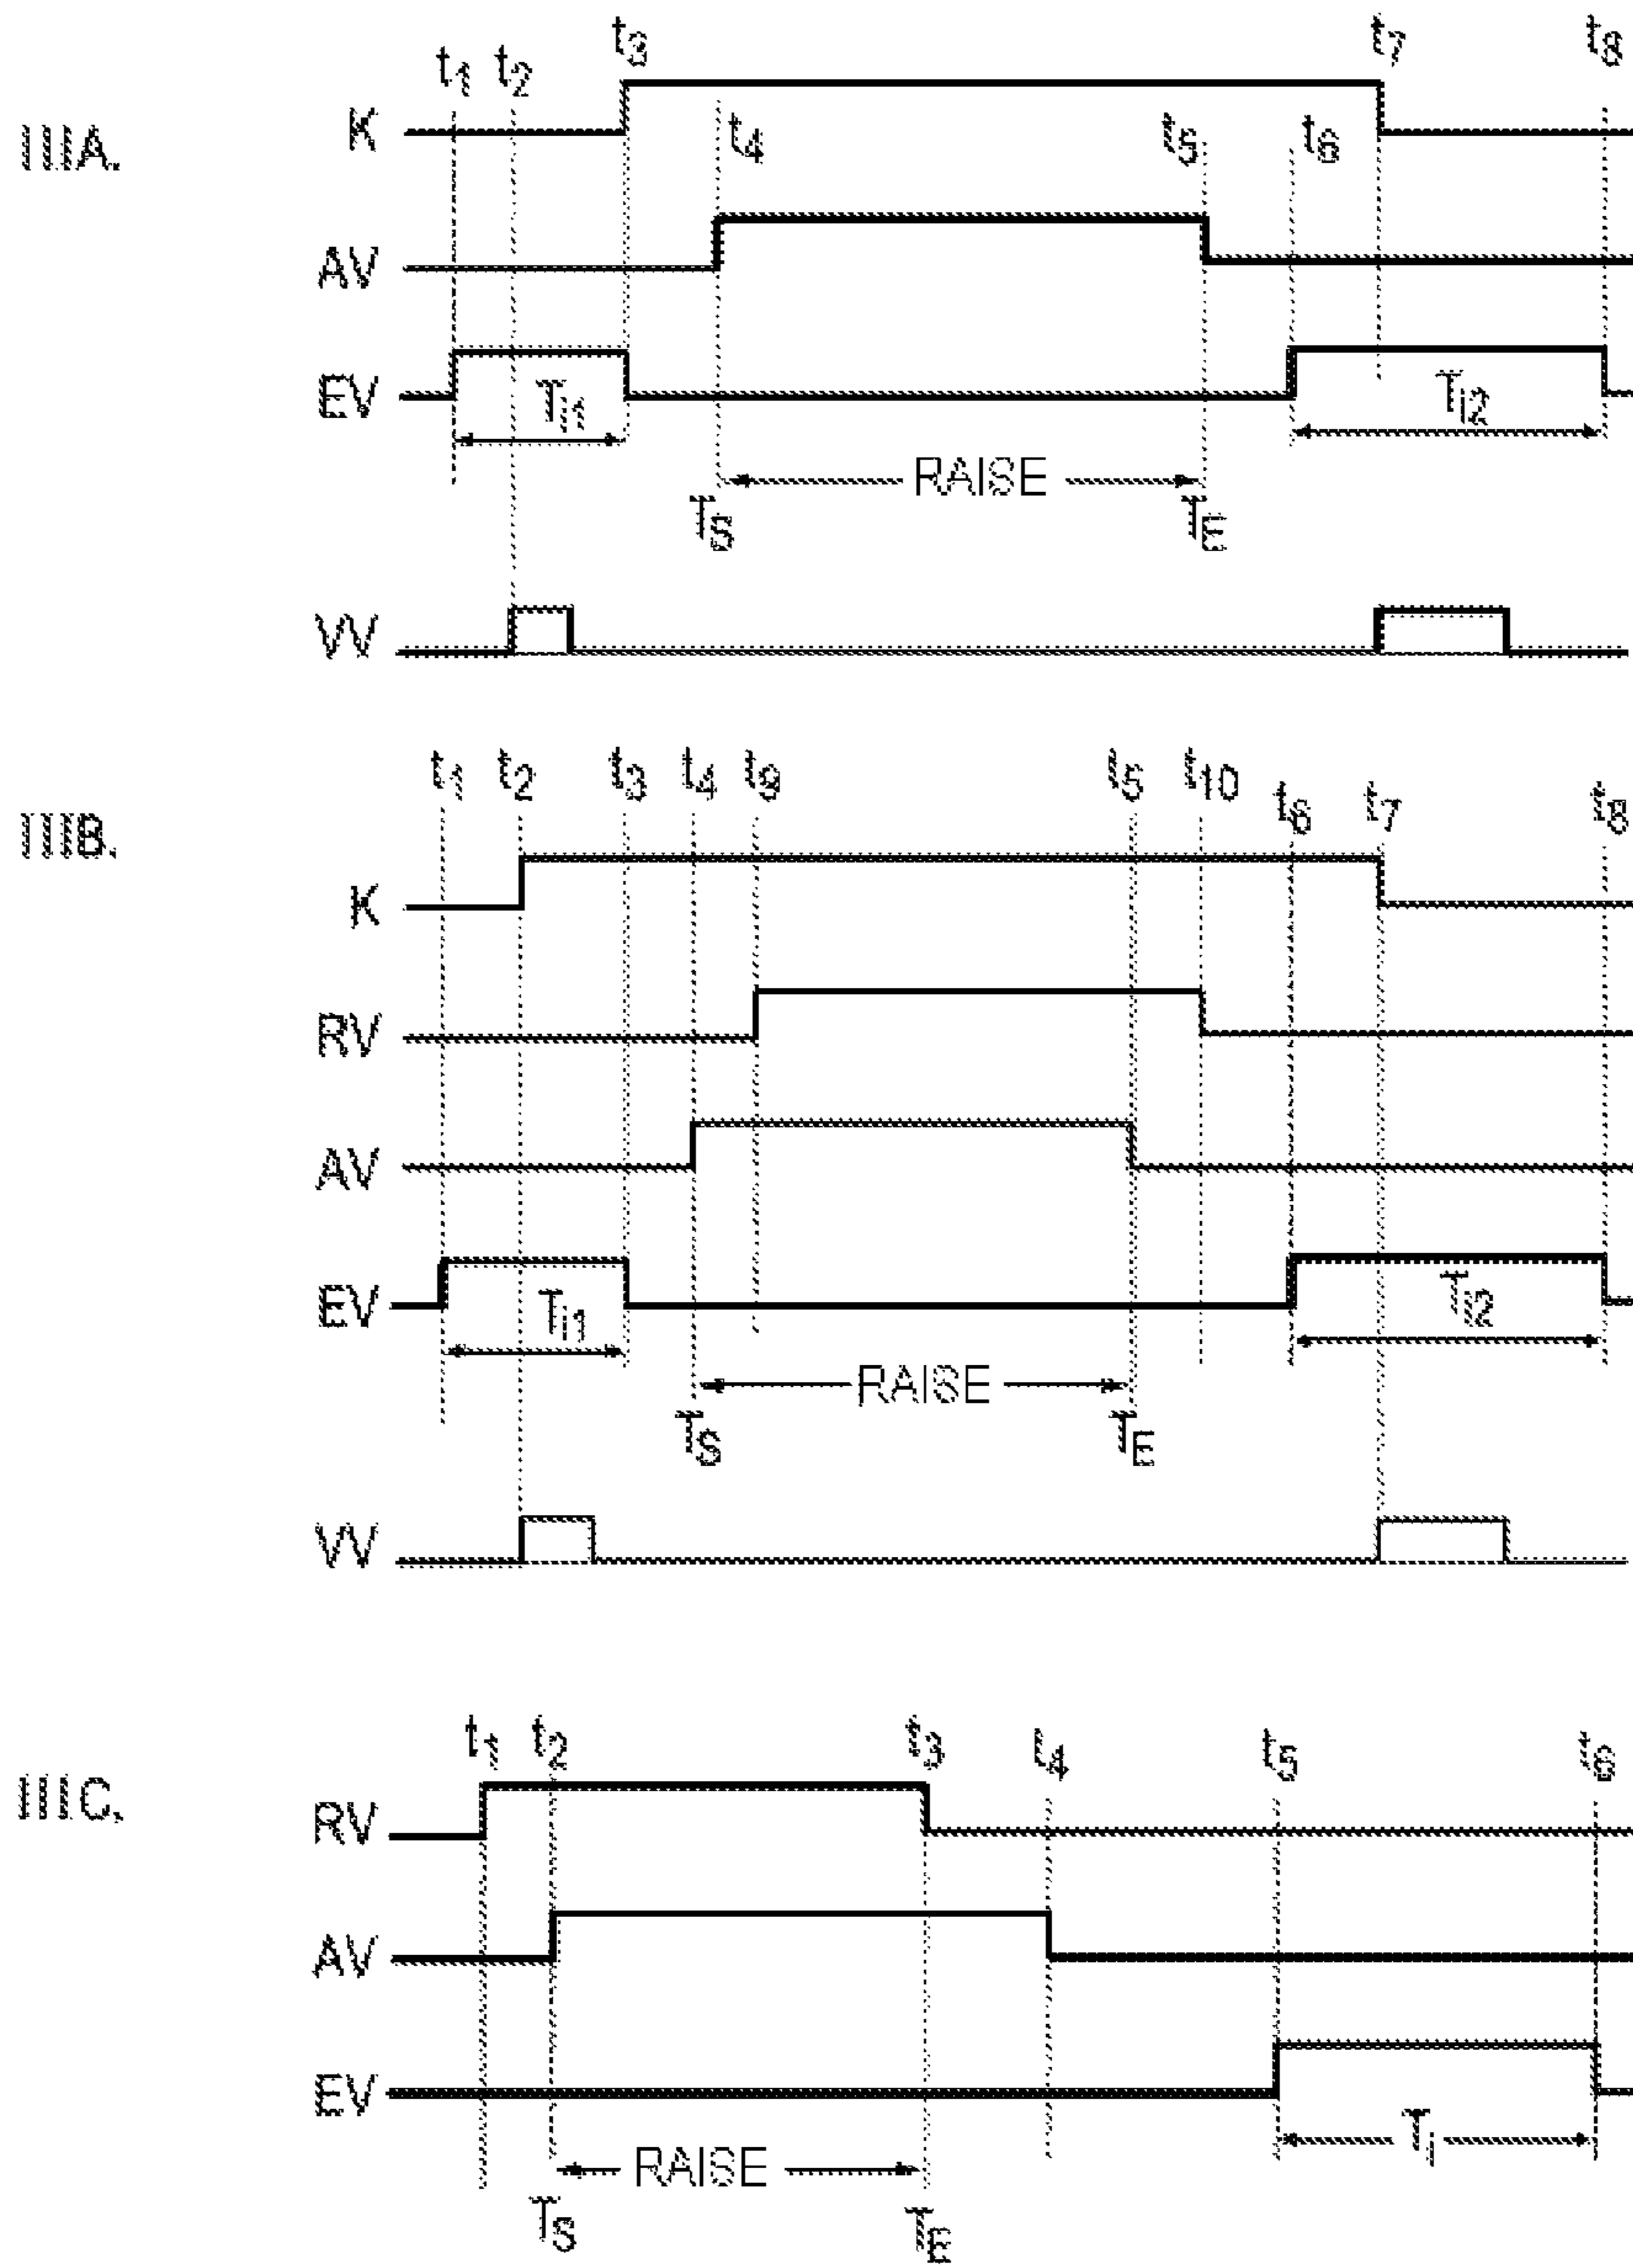 t3 t7 t8
t1 t2
IIIA. K t4 t5 t6
AV
EV Ti1 Ti2
RAISE
TS TE
VV
t1 t2 t3 t4 t9 t5 t10 t6 t7 t8
IIIB.
K
RV
AV
EV Ti1 Ti2
RAISE
TS TE
VV
t1 t2 t3 t4 t5 t6
IIIC. RV
AV
EV
RAISE Ti
TS TE